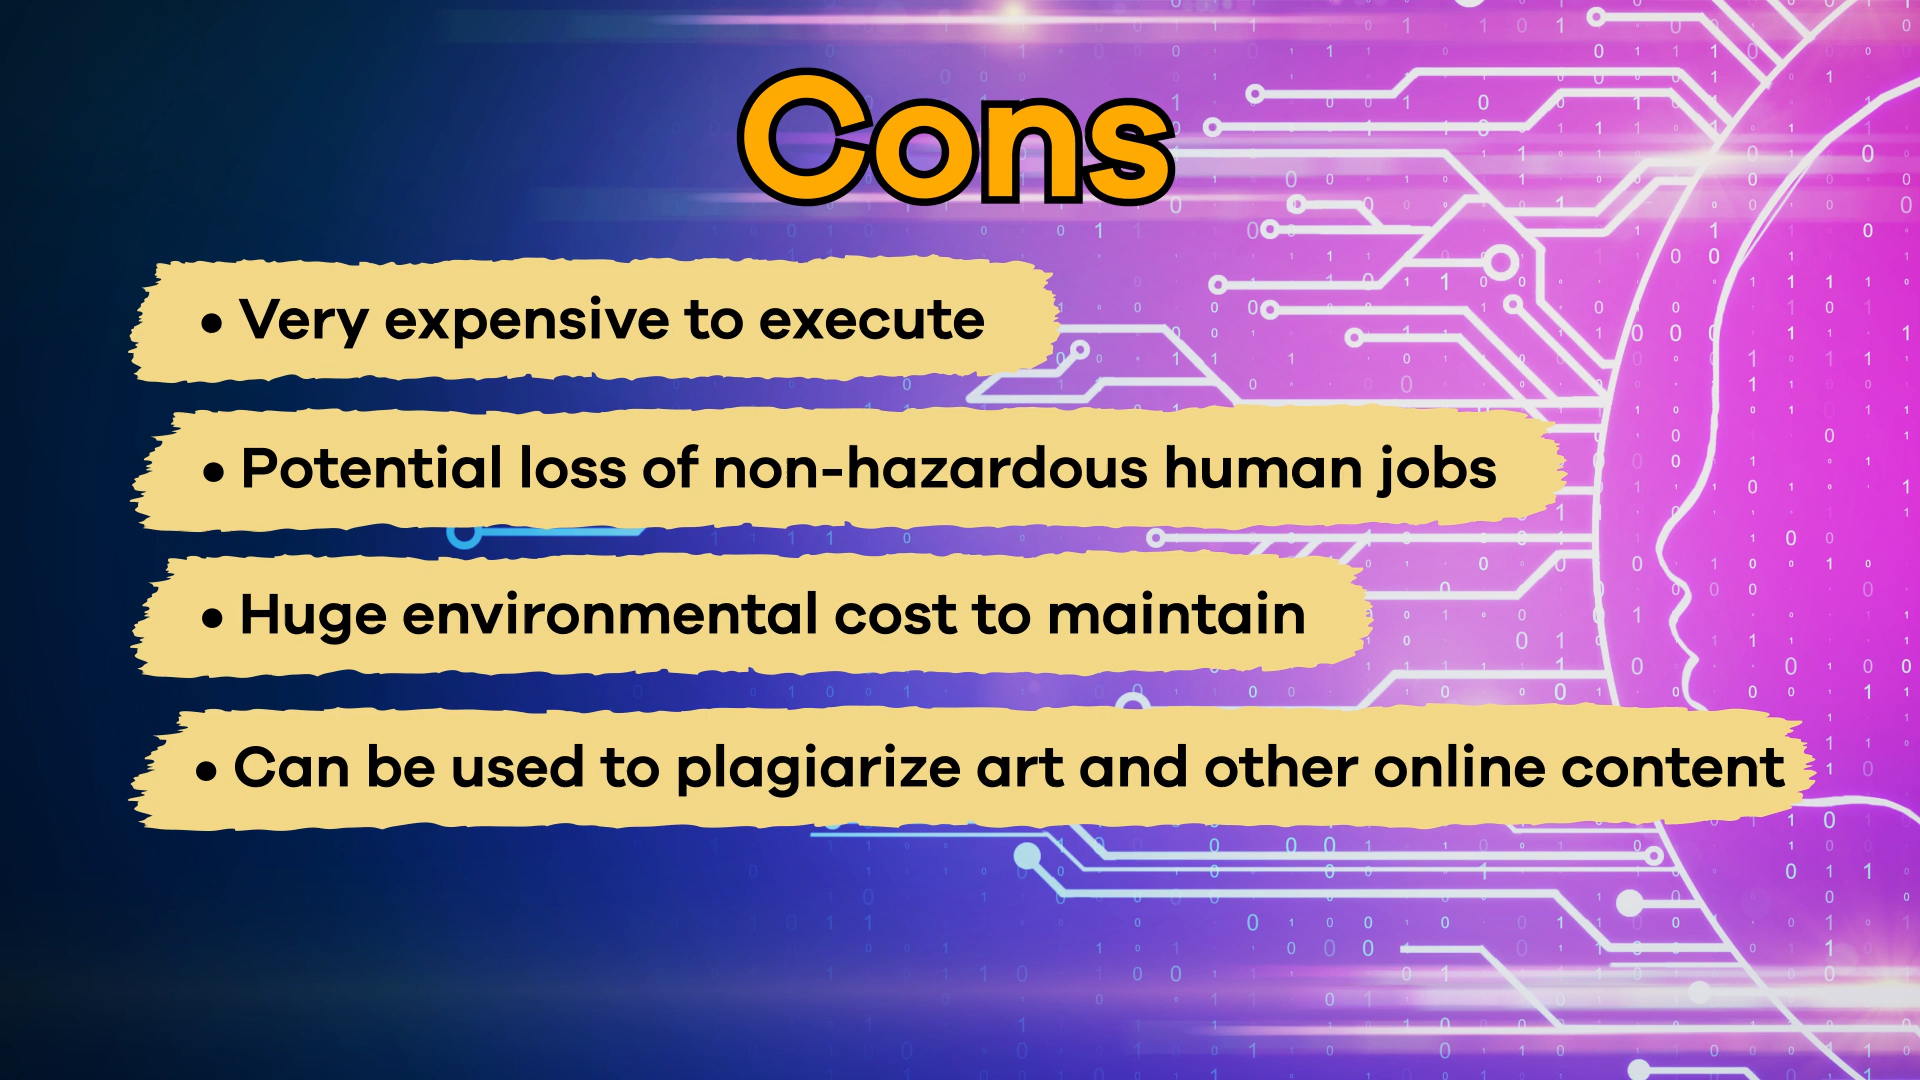 Cons
• Very expensive to execute
• Potential loss of non-hazardous human jobs
• Huge environmental cost to maintain
• Can be used to plagiarize art and other online content